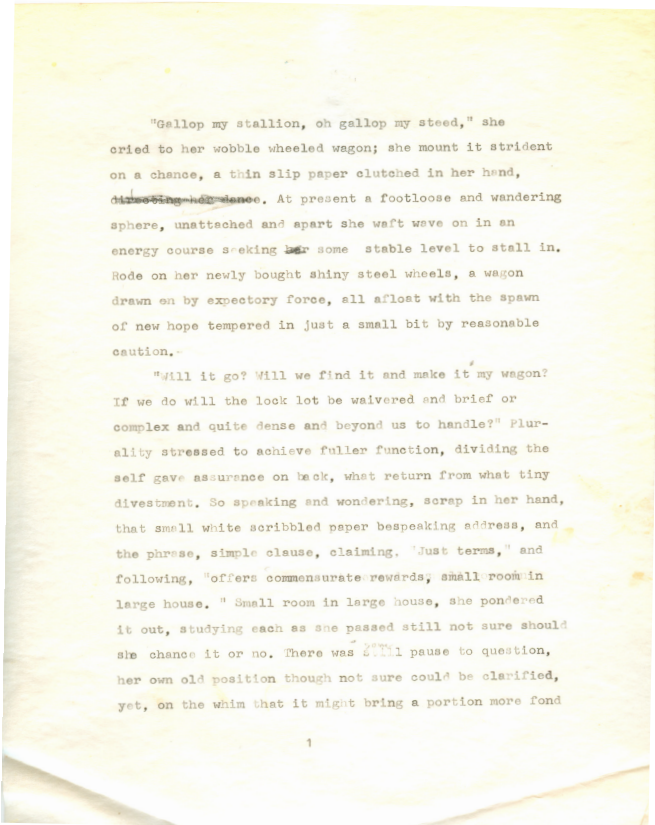 "Gallop my stallion, oh gallop my steed," she
cried to her wobble wheeled wagon; she mount it strident
on a chance, a thin slip paper clutched in her hand,
directing her dance. At present a footloose and wandering
sphere, unattached and apart she waft wave on in an
energy course seeking her some stable level to stall in.
Rode on her newly bought shiny steel wheels, a wagon
drawn on by expectory force, all afloat with the spawn
of new hope tempered in just a small bit by reasonable
caution.
"Will it go? Will we find it and make it my wagon?
If we do will the lock lot be waivered and brief or
complex and quite dense and beyond us to handle?" Plur-
ality stressed to achieve fuller function, dividing the
self gave assurance on back, what return from what tiny
divestment. So speaking and wondering, scrap in her hand,
that small white scribbled paper bespeaking address, and
the phrase, simple clause, claiming, "Just terms," and
following, "offers commensurate rewards, small room in
large house. " Small room in large house, she pondered
it out, studying each as she passed still not sure should
she chance it or no. There was still pause to question,
her own old position though not sure could be clarified,
yet, on the whim that it might bring a portion more fond
1